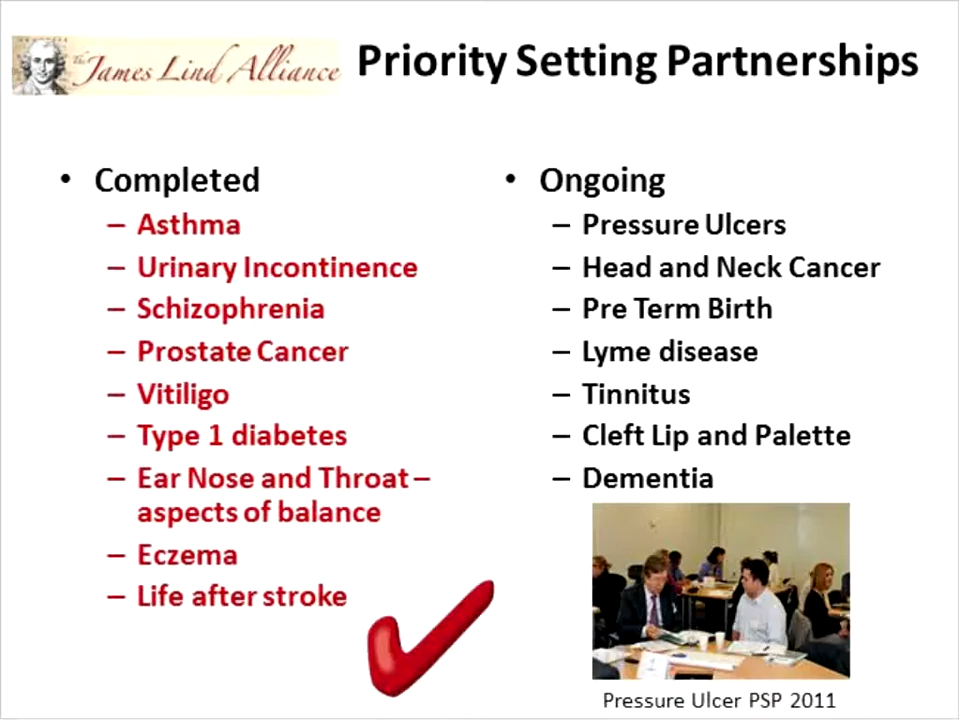 The James Lind Alliance
Priority Setting Partnerships
• Completed
– Asthma
– Urinary Incontinence
– Schizophrenia
– Prostate Cancer
– Vitiligo
– Type 1 diabetes
– Ear Nose and Throat –
aspects of balance
– Eczema
– Life after stroke
• Ongoing
– Pressure Ulcers
– Head and Neck Cancer
– Pre Term Birth
– Lyme disease
– Tinnitus
– Cleft Lip and Palette
– Dementia
Pressure Ulcer PSP 2011